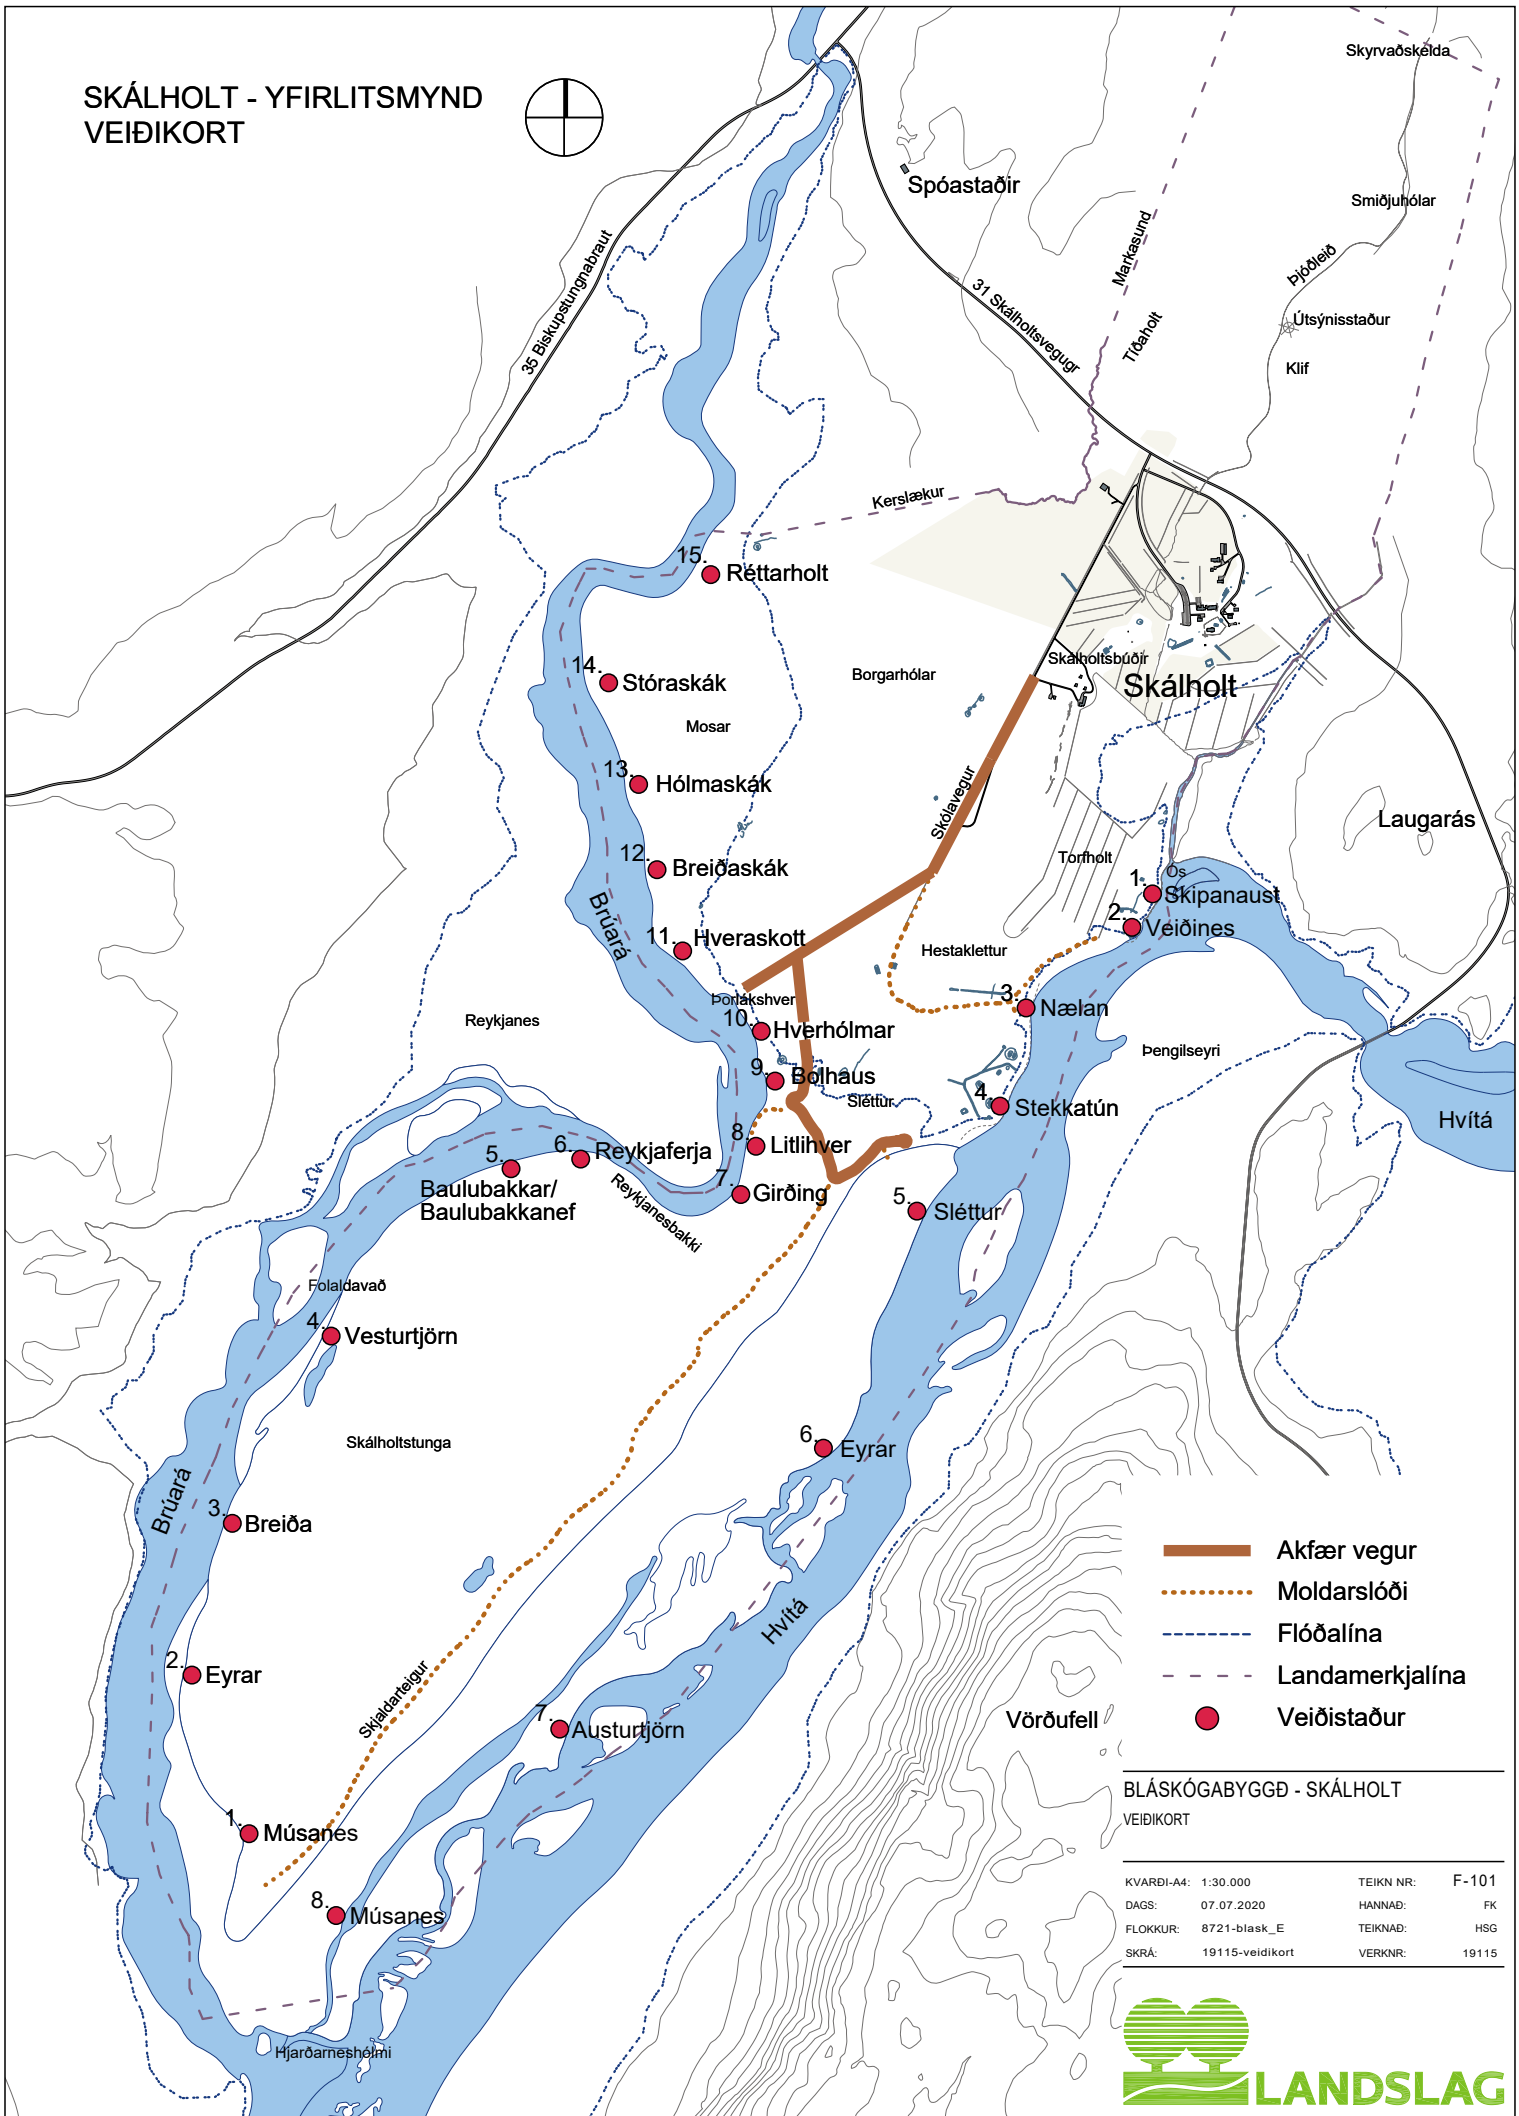 SKÁLHOLT - YFIRLITSMYND
VEIÐIKORT
Skyrvaðskelda
Spóastaðir
Smiðjuhólar
Markasund
Þjóðleið
35 Biskupstungnabraut
31 Skálholtsvegugr
Tíðaholt
Útsýnisstaður
Klif
Kerslækur
15. Réttarholt
14. Stóraskák
Borgarhólar
Skálholtsbúðir
Skálholt
Mosar
13. Hólmaskák
Skólavegur
Laugarás
12. Breiðaskák
Torfholt
Ós
1. Skipanaust
2. Veiðines
Brúará
11. Hveraskott
Hestaklettur
Þorlákshver
3. Nælan
Reykjanes
10. Hverhólmar
Þengilseyri
9. Bolhaus
Sléttur
4. Stekkatún
Hvítá
8. Litlihver
6. Reykjaferja
5.
Baulubakkar/
Baulubakkanef
7. Girðing
Reykjanesbakki
5. Sléttur
Folaldavað
4. Vesturtjörn
Skálholtstunga
6. Eyrar
Brúará
3. Breiða
Hvítá
2. Eyrar
Skjaldarteigur
7. Austurtjörn
Vörðufell
1. Músanes
8. Músanes
Hjarðarneshólmi
Akfær vegur
Moldarslóði
Flóðalína
Landamerkjalína
Veiðistaður
BLÁSKÓGABYGGÐ - SKÁLHOLT
VEIÐIKORT
KVARÐI-A4: 1:30.000 TEIKN NR: F-101
DAGS: 07.07.2020 HANNAÐ: FK
FLOKKUR: 8721-blask_E TEIKNAÐ: HSG
SKRÁ: 19115-veidikort VERKNR: 19115
LANDSLAG